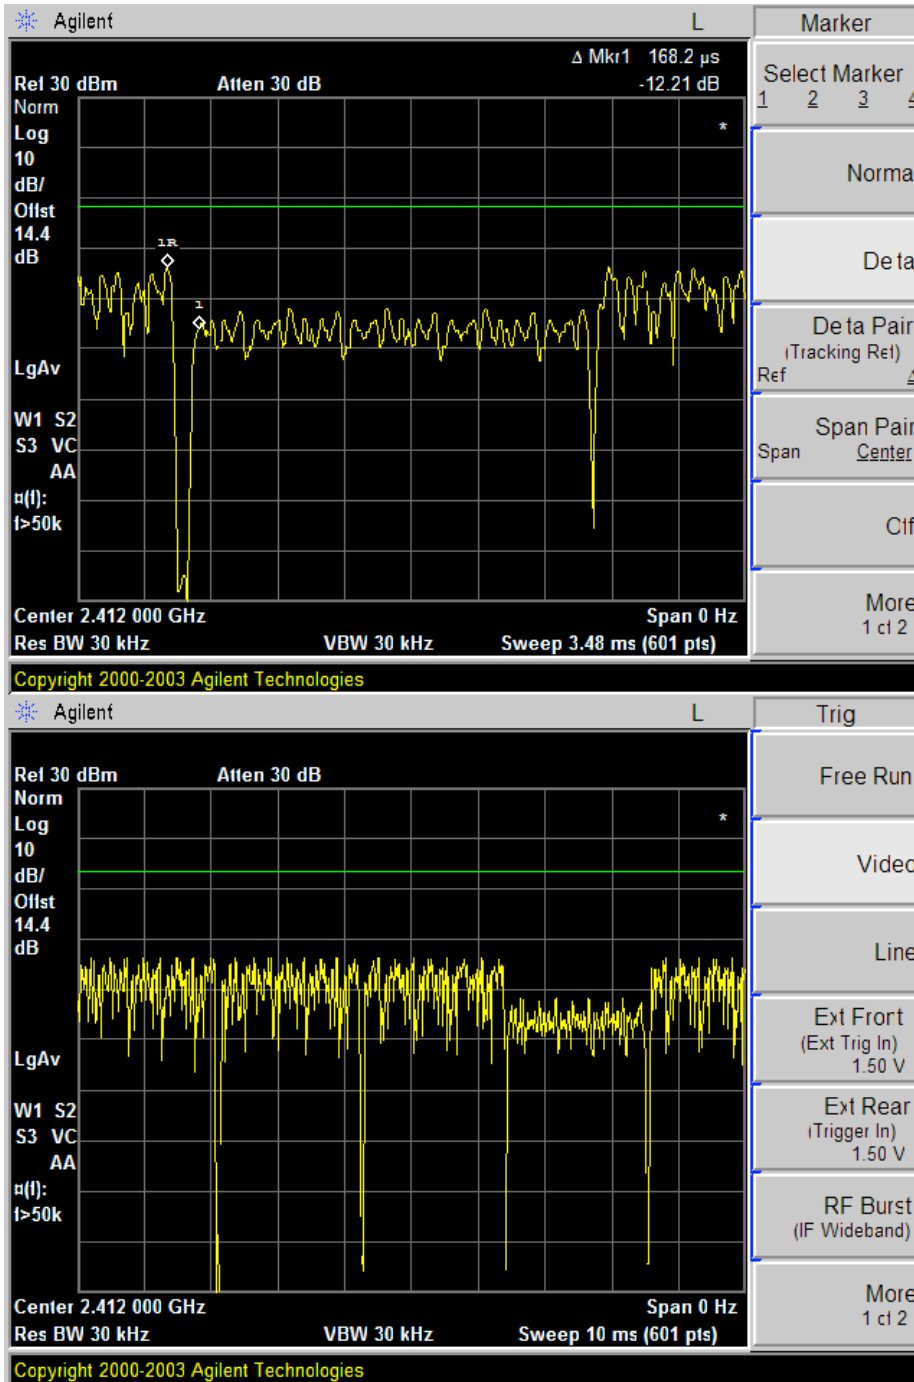 Agilent L Marker
Δ Mkr1 168.2 µs
Ref 30 dBm Atten 30 dB -12.21 dB
Norm
Log
10
dB/
Offst
14.4
dB
LgAv
W1 S2
S3 VC
AA
¤(f):
f>50k
*
1R
1
Center 2.412 000 GHz Span 0 Hz
Res BW 30 kHz VBW 30 kHz Sweep 3.48 ms (601 pts)
Copyright 2000-2003 Agilent Technologies
Select Marker
1 2 3 4
Norma
Delta
Delta Pair
(Tracking Ref)
Ref Δ
Span Pair
Span Center
Off
More
1 of 2
Agilent L Trig
Ref 30 dBm Atten 30 dB
Norm
Log
10
dB/
Offst
14.4
dB
LgAv
W1 S2
S3 VC
AA
¤(f):
f>50k
*
Center 2.412 000 GHz Span 0 Hz
Res BW 30 kHz VBW 30 kHz Sweep 10 ms (601 pts)
Copyright 2000-2003 Agilent Technologies
Free Run
Video
Line
Ext Front
(Ext Trig In)
1.50 V
Ext Rear
(Trigger In)
1.50 V
RF Burst
(IF Wideband)
More
1 of 2